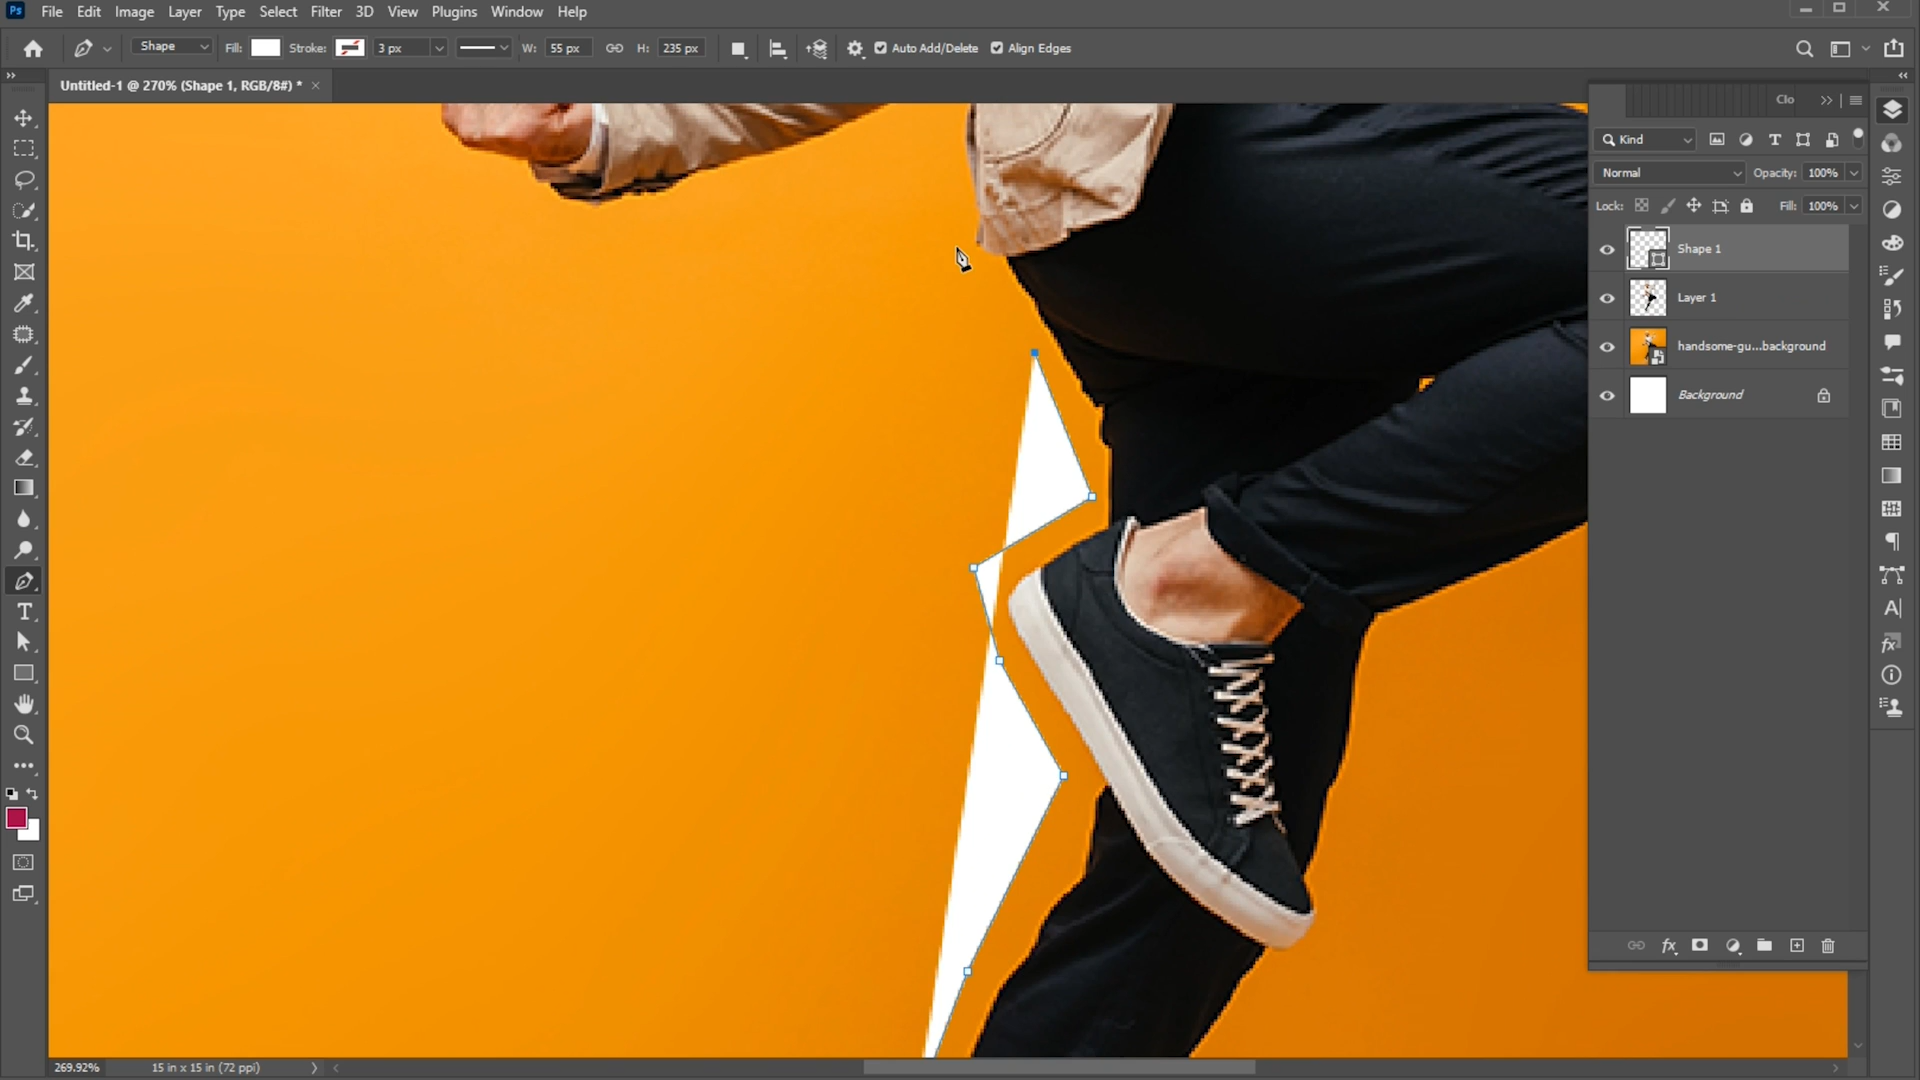 Ps File Edit Image Layer Type Select Filter 3D View Plugins Window Help
Shape Fill: Stroke: 3 px W: 55 px H: 235 px Auto Add/Delete Align Edges
Untitled-1 @ 270% (Shape 1, RGB/8#) * ×
Clo
Kind
Normal Opacity: 100%
Lock: Fill: 100%
Shape 1
Layer 1
handsome-gu...background
Background
269.92% 15 in x 15 in (72 ppi)